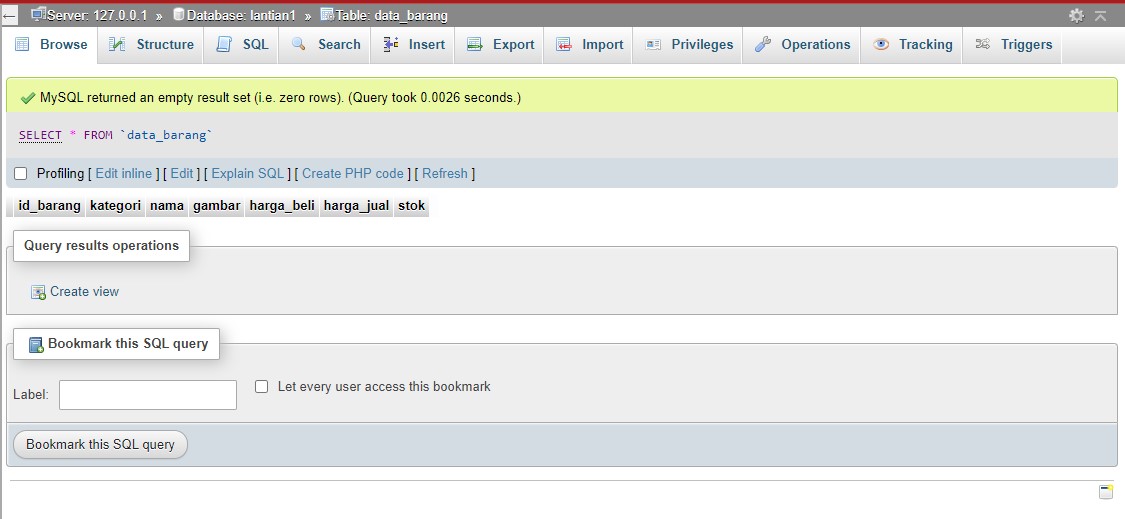 Server: 127.0.0.1 » Database: lantian1 » Table: data_barang
Browse Structure SQL Search Insert Export Import Privileges Operations Tracking Triggers
MySQL returned an empty result set (i.e. zero rows). (Query took 0.0026 seconds.)
SELECT * FROM `data_barang`
Profiling [ Edit inline ] [ Edit ] [ Explain SQL ] [ Create PHP code ] [ Refresh ]
id_barang kategori nama gambar harga_beli harga_jual stok
Query results operations
Create view
Bookmark this SQL query
Label: Let every user access this bookmark
Bookmark this SQL query